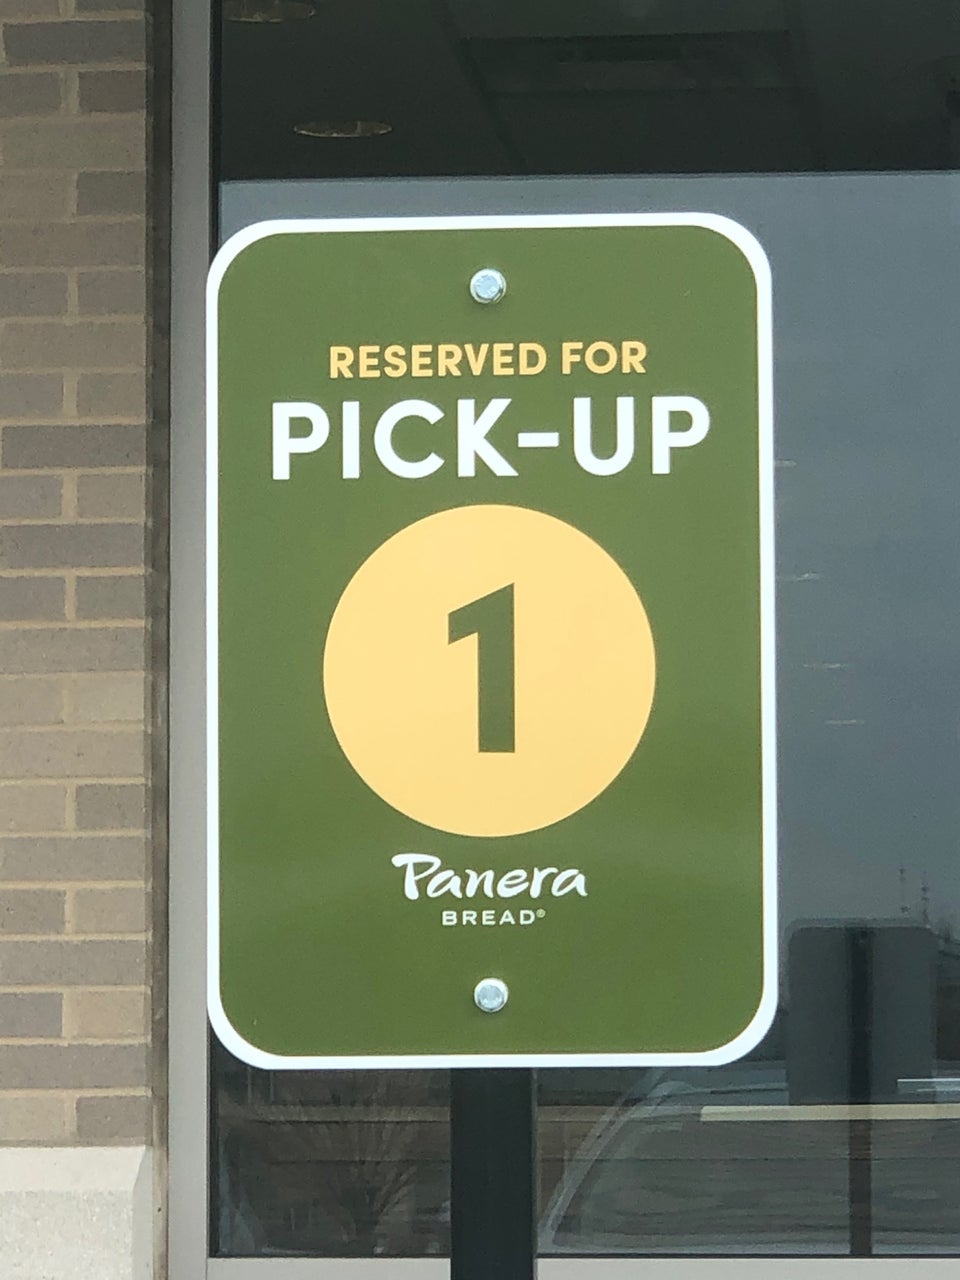 RESERVED FOR
PICK-UP
1
Panera
BREAD®